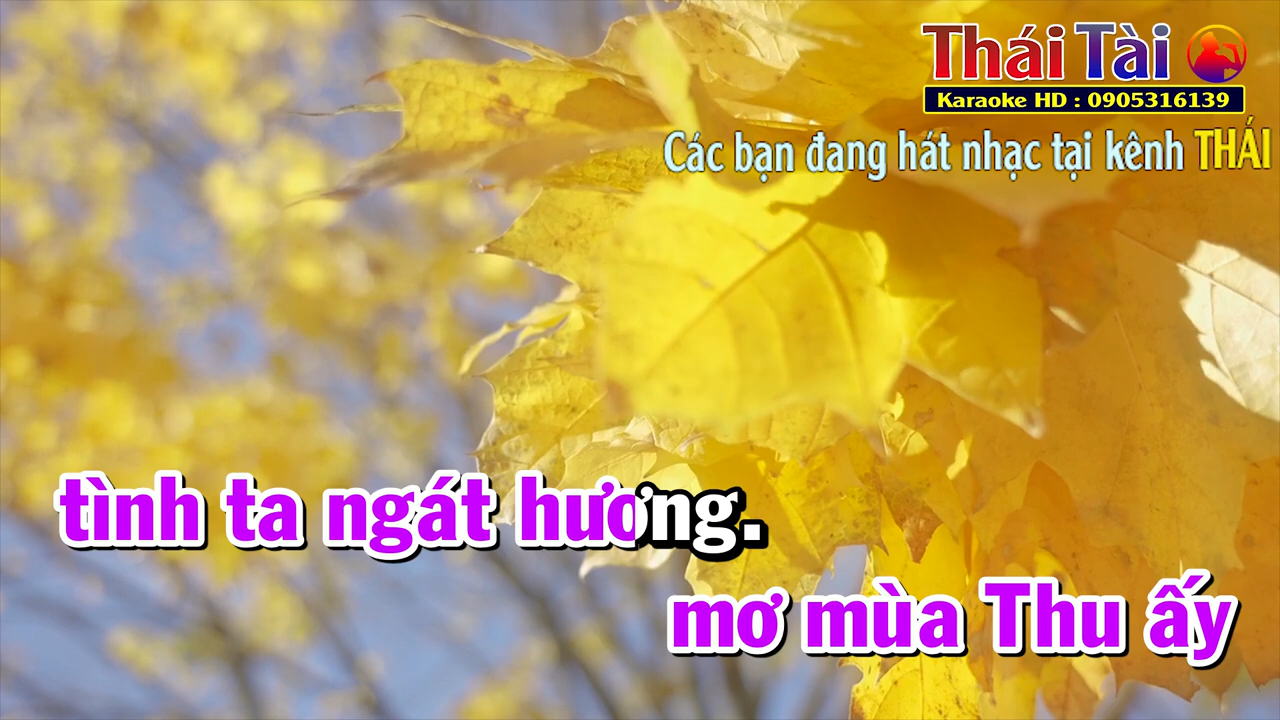 Thái Tài
Karaoke HD : 0905316139
Các bạn đang hát nhạc tại kênh THÁI
tình ta ngát hương.
mơ mùa Thu ấy